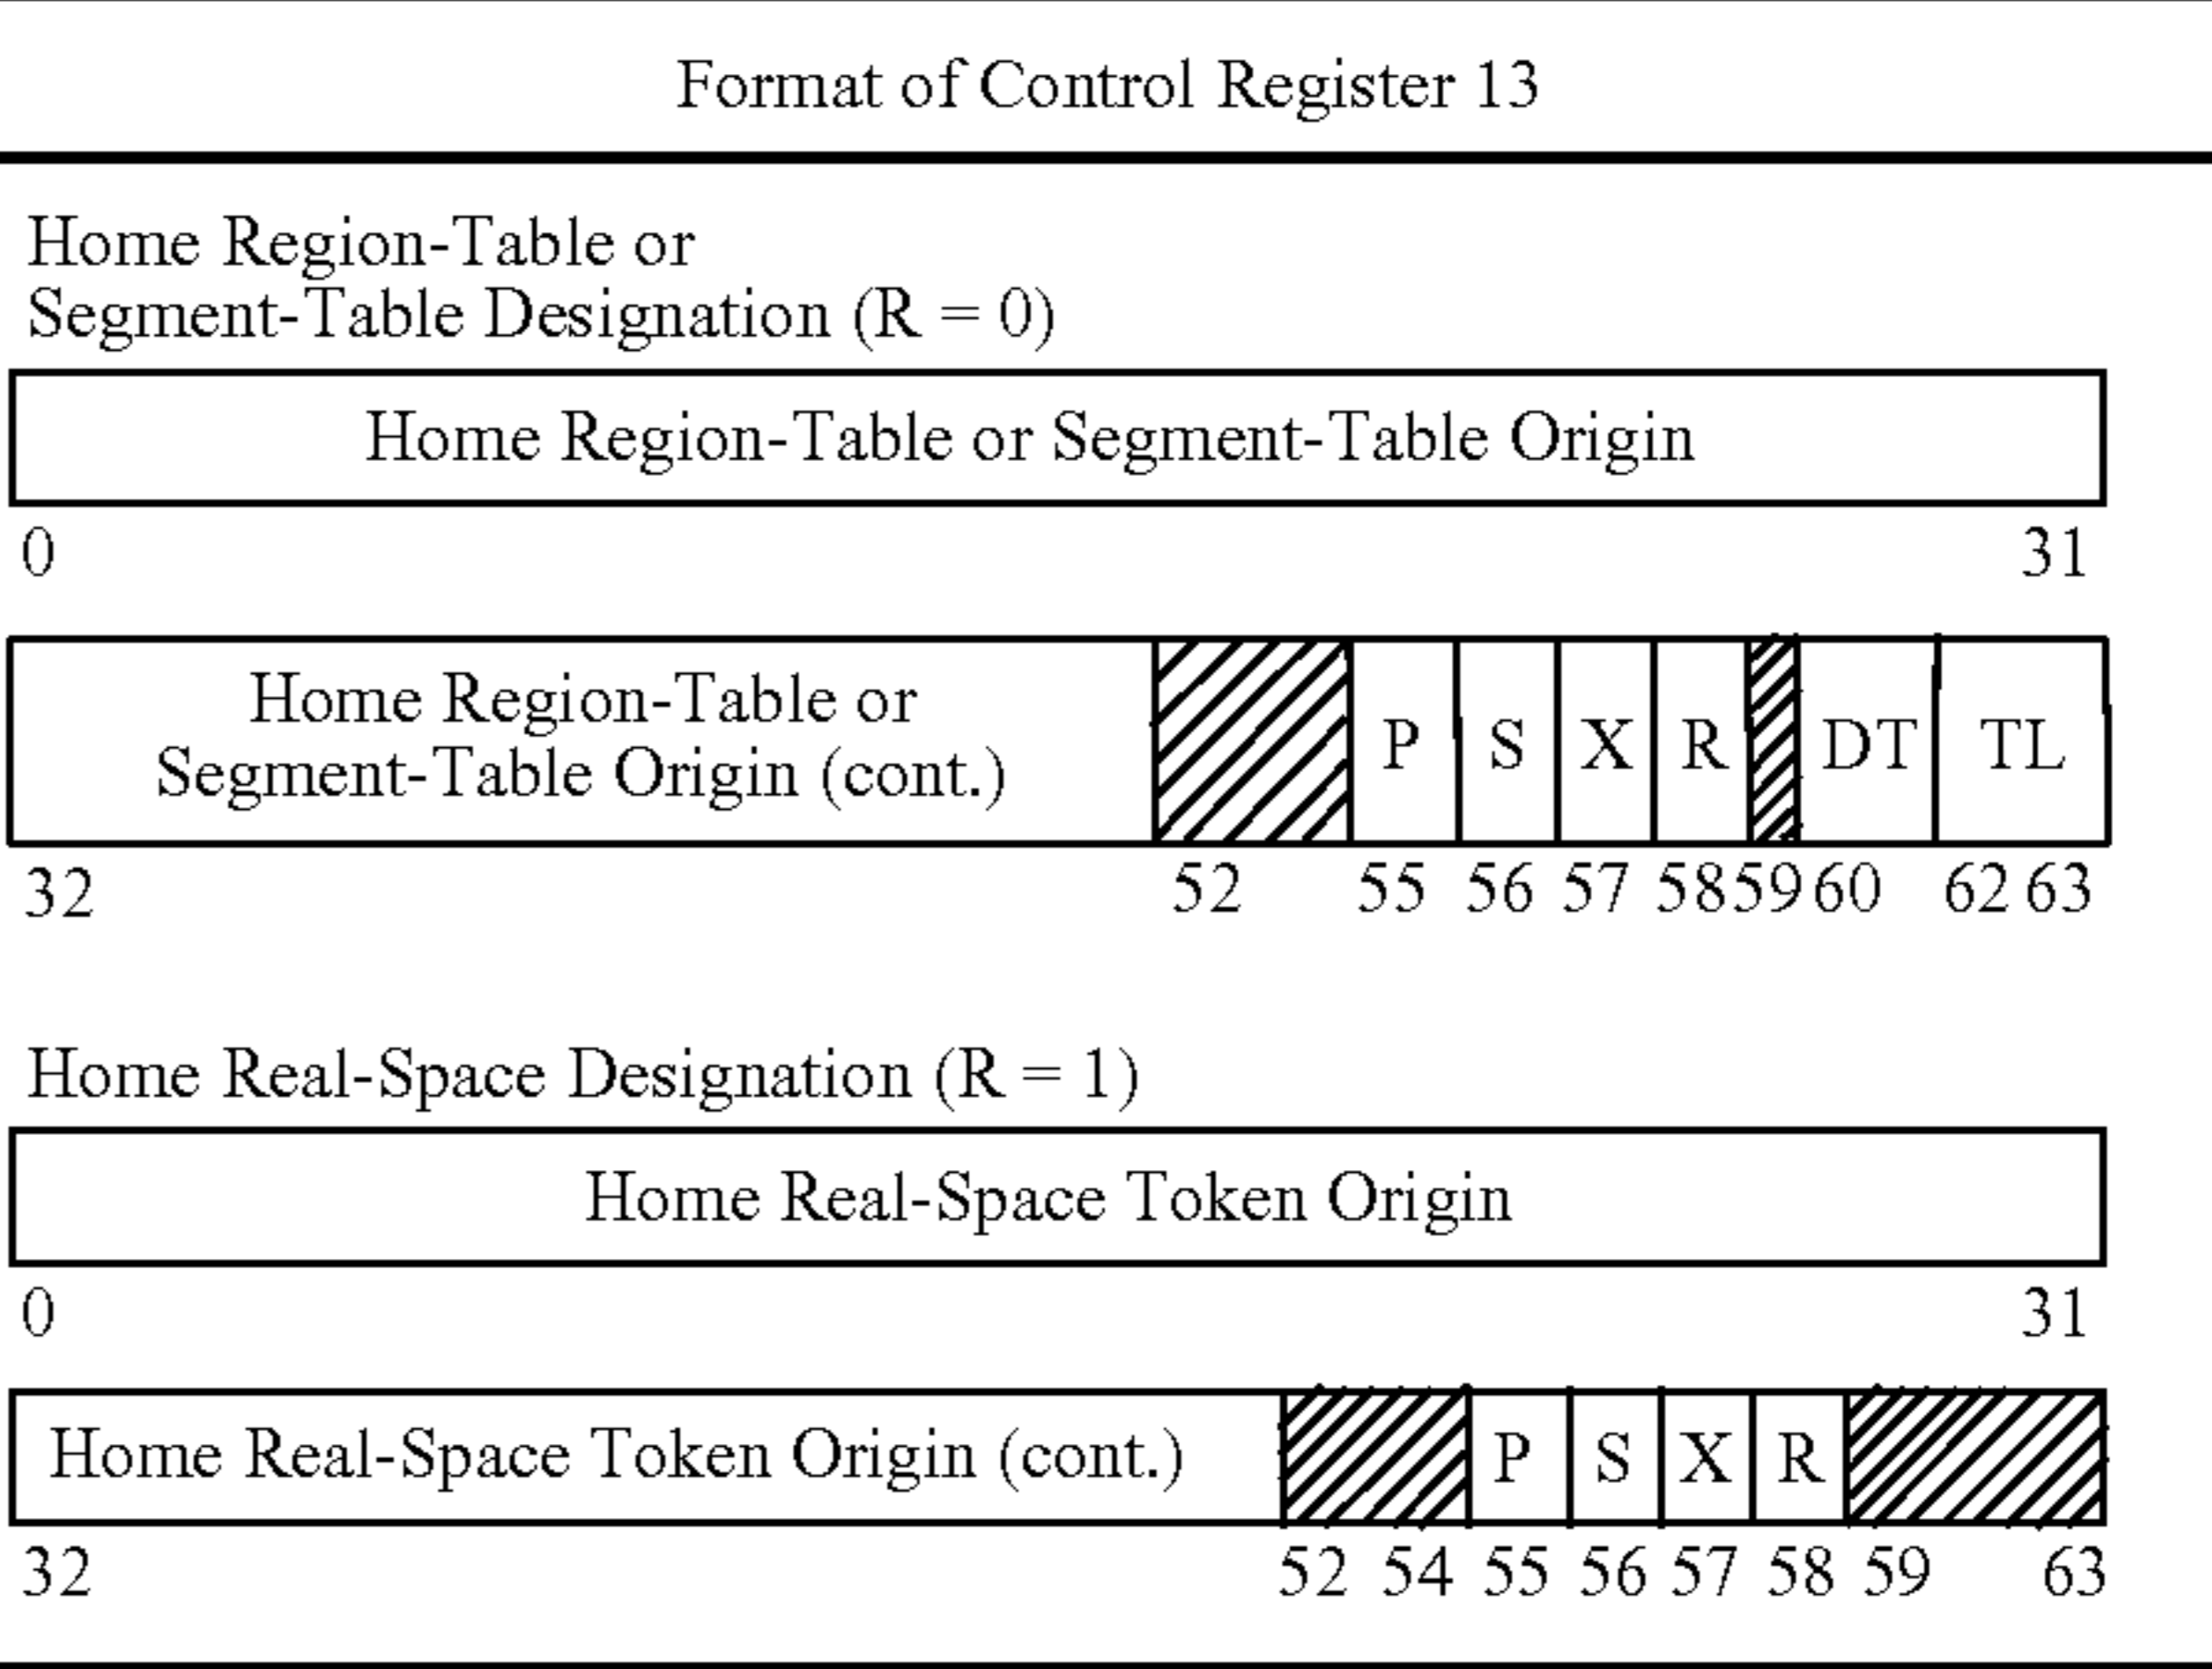 Format of Control Register 13
Home Region-Table or
Segment-Table Designation (R = 0)
Home Region-Table or Segment-Table Origin
0 31
Home Region-Table or
Segment-Table Origin (cont.)
P S X R DT TL
32 52 55 56 57 58 59 60 62 63
Home Real-Space Designation (R = 1)
Home Real-Space Token Origin
0 31
Home Real-Space Token Origin (cont.) P S X R
32 52 54 55 56 57 58 59 63